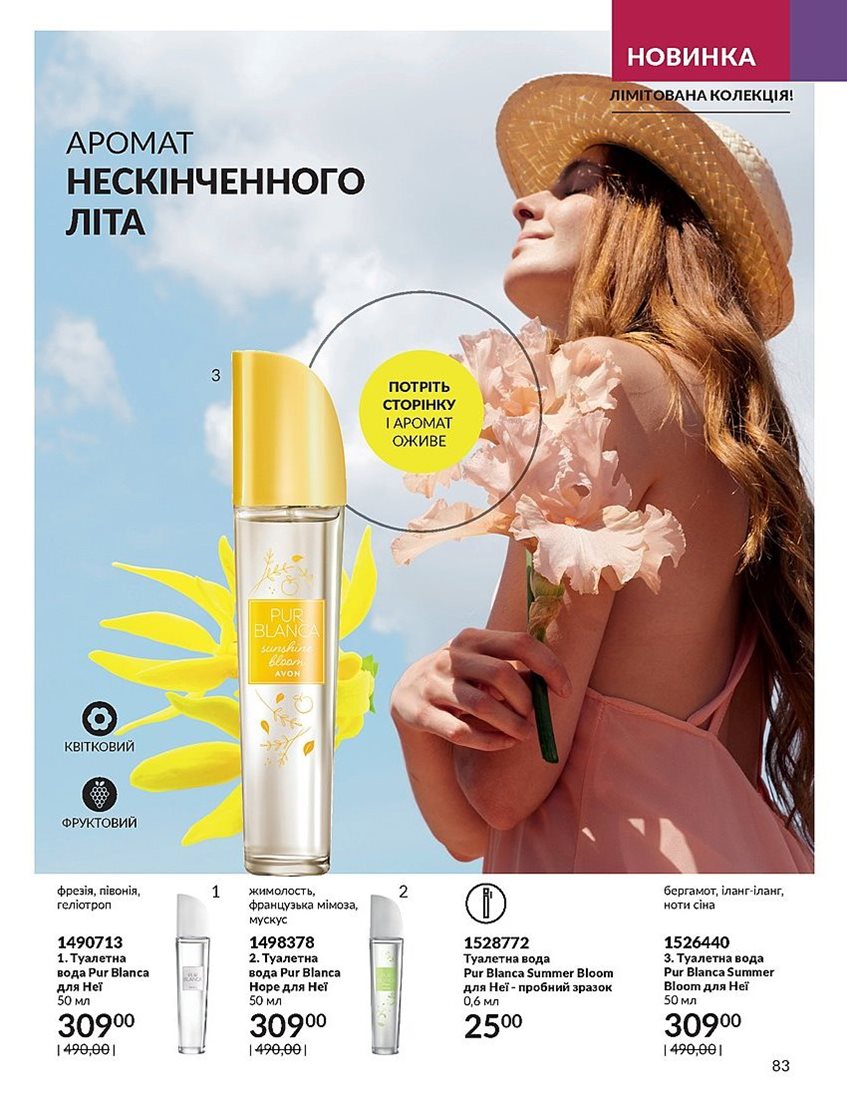 НОВИНКА
ЛІМІТОВАНА КОЛЕКЦІЯ!
АРОМАТ
НЕСКІНЧЕННОГО
ЛІТА
3
ПОТРІТЬ
СТОРІНКУ
І АРОМАТ
ОЖИВЕ
PUR
BLANCA
sunshine
bloom
AVON
КВІТКОВИЙ
ФРУКТОВИЙ
фрезія, півонія,
геліотроп
1
1490713
1. Туалетна
вода Pur Blanca
для Неї
50 мл
30900
| 490,00 |
PUR
BLANCA
жимолость,
французька мімоза,
мускус
2
1498378
2. Туалетна
вода Pur Blanca
Hope для Неї
50 мл
30900
| 490,00 |
1528772
Туалетна вода
Pur Blanca Summer Bloom
для Неї - пробний зразок
0,6 мл
2500
бергамот, іланг-іланг,
ноти сіна
1526440
3. Туалетна вода
Pur Blanca Summer
Bloom для Неї
50 мл
30900
| 490,00 |
83